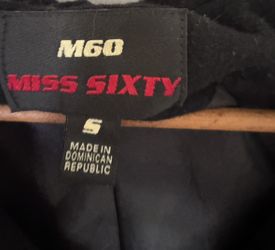 M60
MISS SIXTY
S
MADE IN
DOMINICAN
REPUBLIC